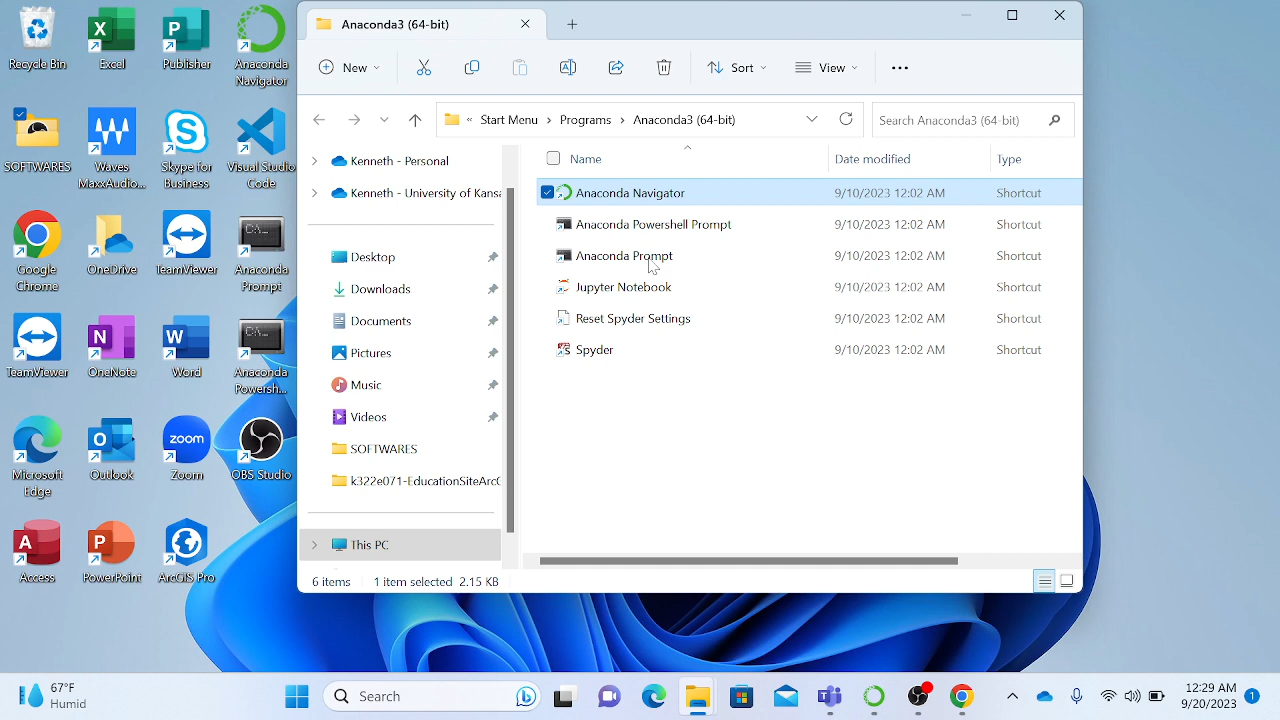 Recycle Bin
Excel
Publisher
Anaconda
Navigator
SOFTWARES
Waves
MaxxAudio...
Skype for
Business
Visual Studio
Code
Google
Chrome
OneDrive
TeamViewer
Anaconda
Prompt
TeamViewer
OneNote
Word
Anaconda
Powersh...
Microsoft
Edge
Outlook
Zoom
OBS Studio
Access
PowerPoint
ArcGIS Pro
zoom
Anaconda3 (64-bit)
New
Sort
View
« Start Menu > Programs > Anaconda3 (64-bit)
Search Anaconda3 (64-bit)
Kenneth - Personal
Kenneth - University of Kansa
Desktop
Downloads
Documents
Pictures
Music
Videos
SOFTWARES
k322e071-EducationSiteArcG
This PC
Name Date modified Type
Anaconda Navigator 9/10/2023 12:02 AM Shortcut
Anaconda Powershell Prompt 9/10/2023 12:02 AM Shortcut
Anaconda Prompt 9/10/2023 12:02 AM Shortcut
Jupyter Notebook 9/10/2023 12:02 AM Shortcut
Reset Spyder Settings 9/10/2023 12:02 AM Shortcut
Spyder 9/10/2023 12:02 AM Shortcut
6 items 1 item selected 2.15 KB
67°F
Humid
Search
12:29 AM
9/20/2023
1